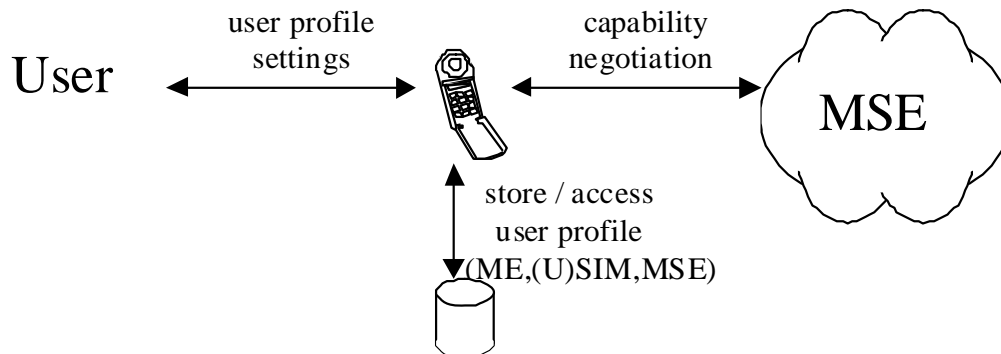 User
user profile
settings
capability
negotiation
MSE
store / access
user profile
(ME,(U)SIM,MSE)